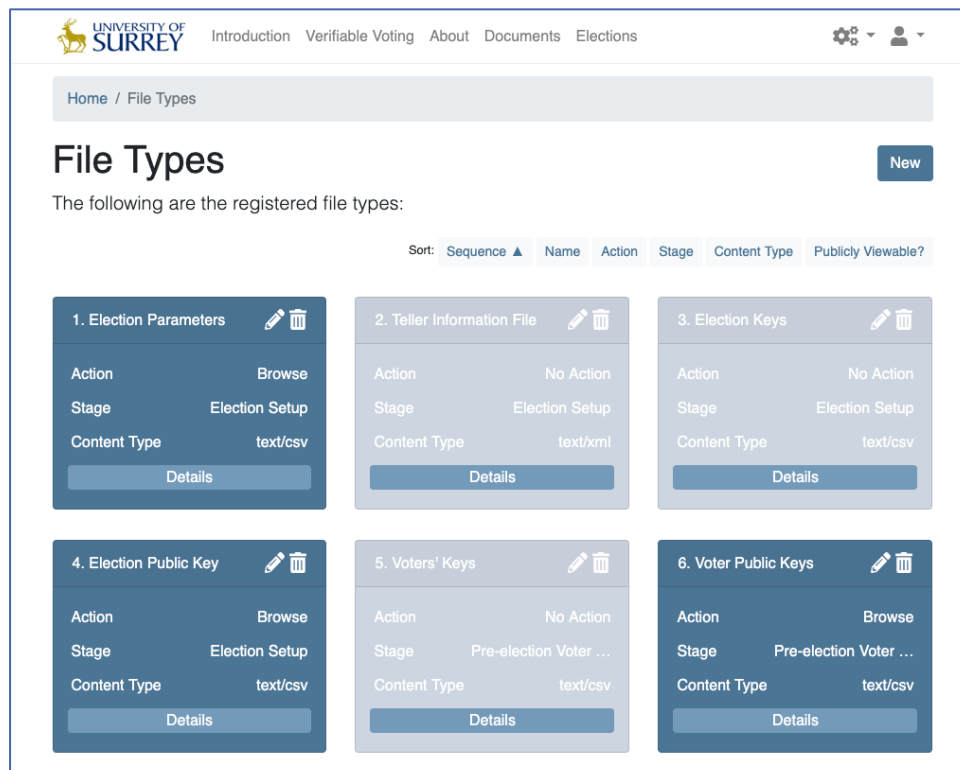 UNIVERSITY OF
SURREY
Introduction Verifiable Voting About Documents Elections
Home / File Types
File Types
New
The following are the registered file types:
Sort: Sequence ▲ Name Action Stage Content Type Publicly Viewable?
1. Election Parameters
Action Browse
Stage Election Setup
Content Type text/csv
Details
2. Teller Information File
Action No Action
Stage Election Setup
Content Type text/xml
Details
3. Election Keys
Action No Action
Stage Election Setup
Content Type text/csv
Details
4. Election Public Key
Action Browse
Stage Election Setup
Content Type text/csv
Details
5. Voters' Keys
Action No Action
Stage Pre-election Voter ...
Content Type text/csv
Details
6. Voter Public Keys
Action Browse
Stage Pre-election Voter ...
Content Type text/csv
Details